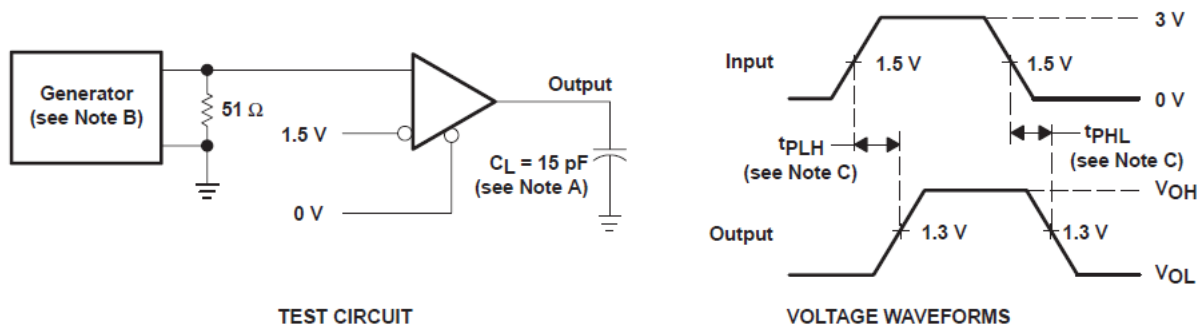 Generator
(see Note B)
51 Ω
1.5 V
0 V
Output
CL = 15 pF
(see Note A)
TEST CIRCUIT
Input
3 V
1.5 V
1.5 V
0 V
tPLH
(see Note C)
tPHL
(see Note C)
VOH
Output
1.3 V
1.3 V
VOL
VOLTAGE WAVEFORMS